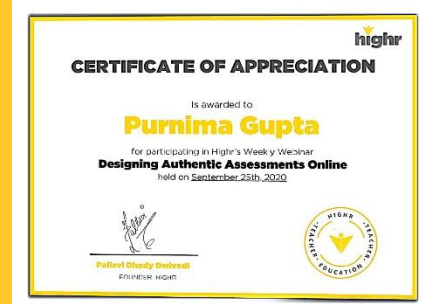 highr
CERTIFICATE OF APPRECIATION
Is awarded to
Purnima Gupta
for participating in Highr's Weekly Webinar
Designing Authentic Assessments Online
held on September 25th, 2020
Pallavi Dhody Dwivedi
FOUNDER, HIGHR
HIGHR · TEACHER · EDUCATION · TEACHER ·